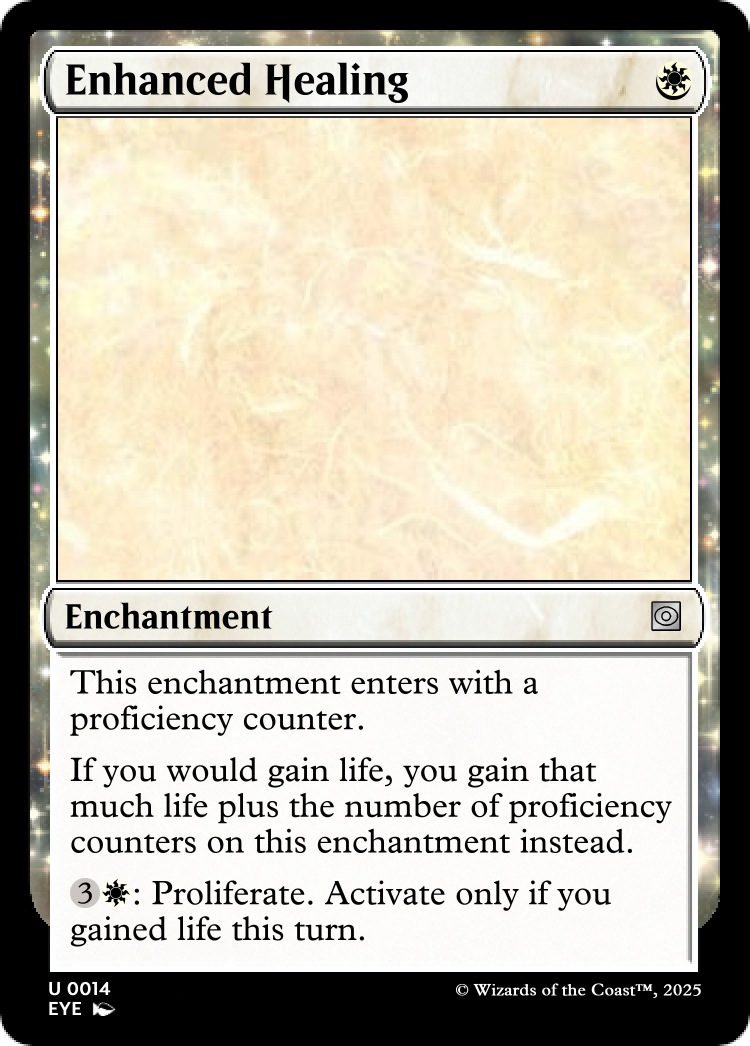 Enhanced Healing
Enchantment
This enchantment enters with a
proficiency counter.
If you would gain life, you gain that
much life plus the number of proficiency
counters on this enchantment instead.
3: Proliferate. Activate only if you
gained life this turn.
U 0014
EYE
© Wizards of the Coast™, 2025